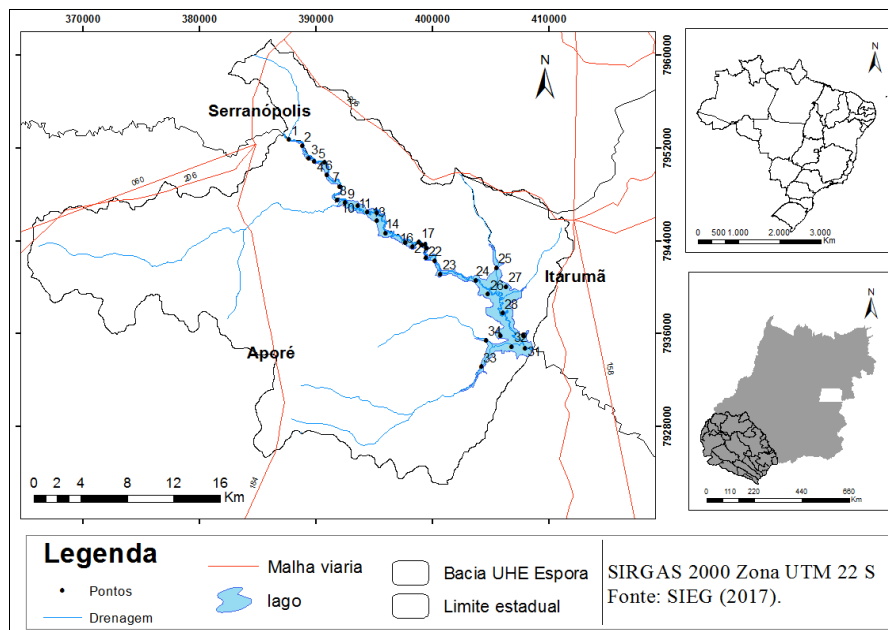 370000 380000 390000 400000 410000
7960000
7952000
7944000
7936000
7928000
N
Serranópolis
Itarumã
Aporé
206
060
206
184
158
1
2
3
5
6
7
9
10
11
14
16
17
22
23
24
25
26
27
28
31
33
34
0 1 2 4 8 12 16
Km
N
0 500 1.000 2.000 3.000
Km
N
0 110 220 440 660
Km
Legenda
Pontos
Drenagem
Malha viaria
lago
Bacia UHE Espora
Limite estadual
SIRGAS 2000 Zona UTM 22 S
Fonte: SIEG (2017).